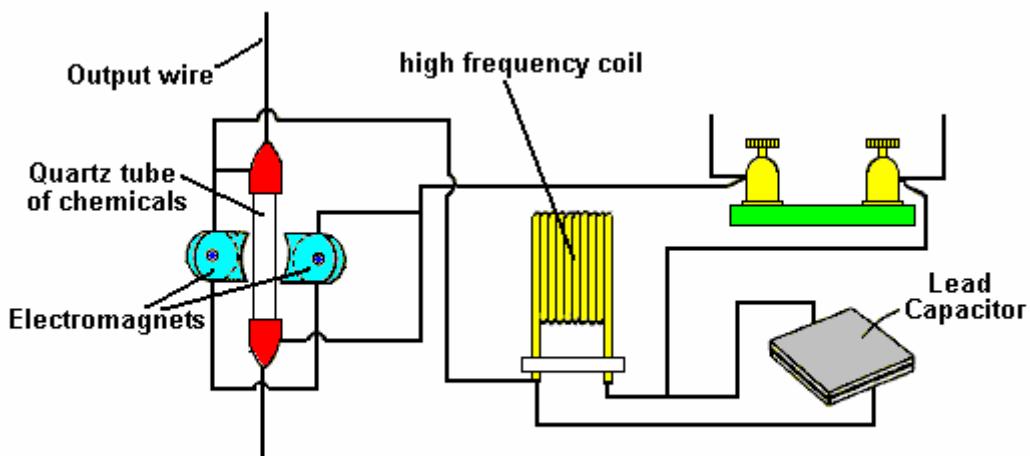 Output wire
high frequency coil
Quartz tube
of chemicals
Electromagnets
Lead
Capacitor